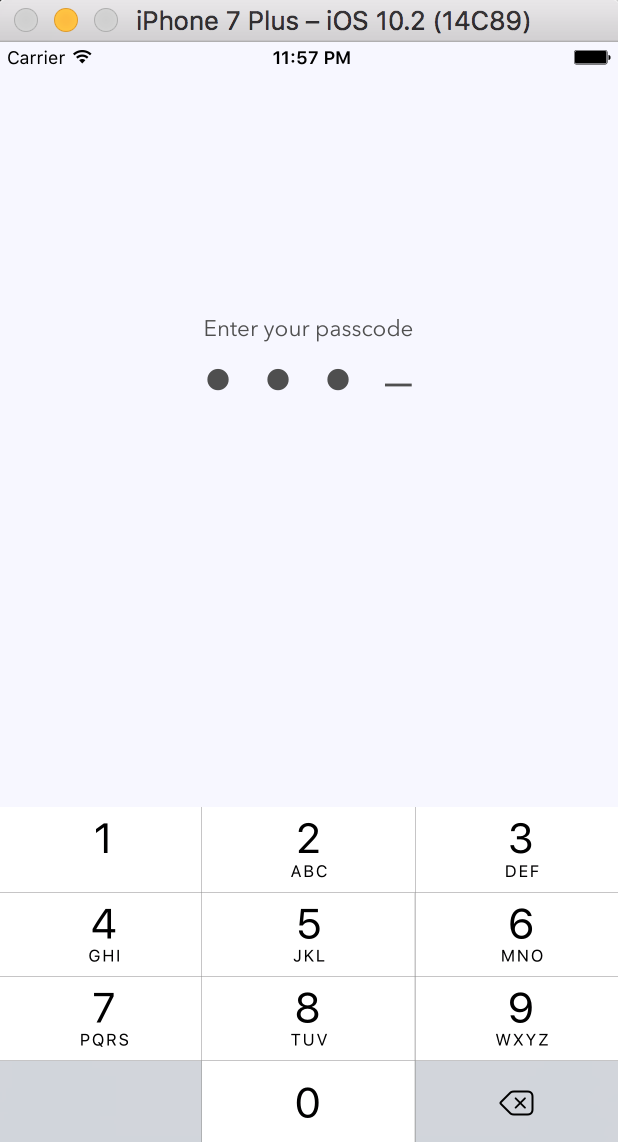 iPhone 7 Plus – iOS 10.2 (14C89)
Carrier 11:57 PM
Enter your passcode
1 2 3
ABC DEF
4 5 6
GHI JKL MNO
7 8 9
PQRS TUV WXYZ
0